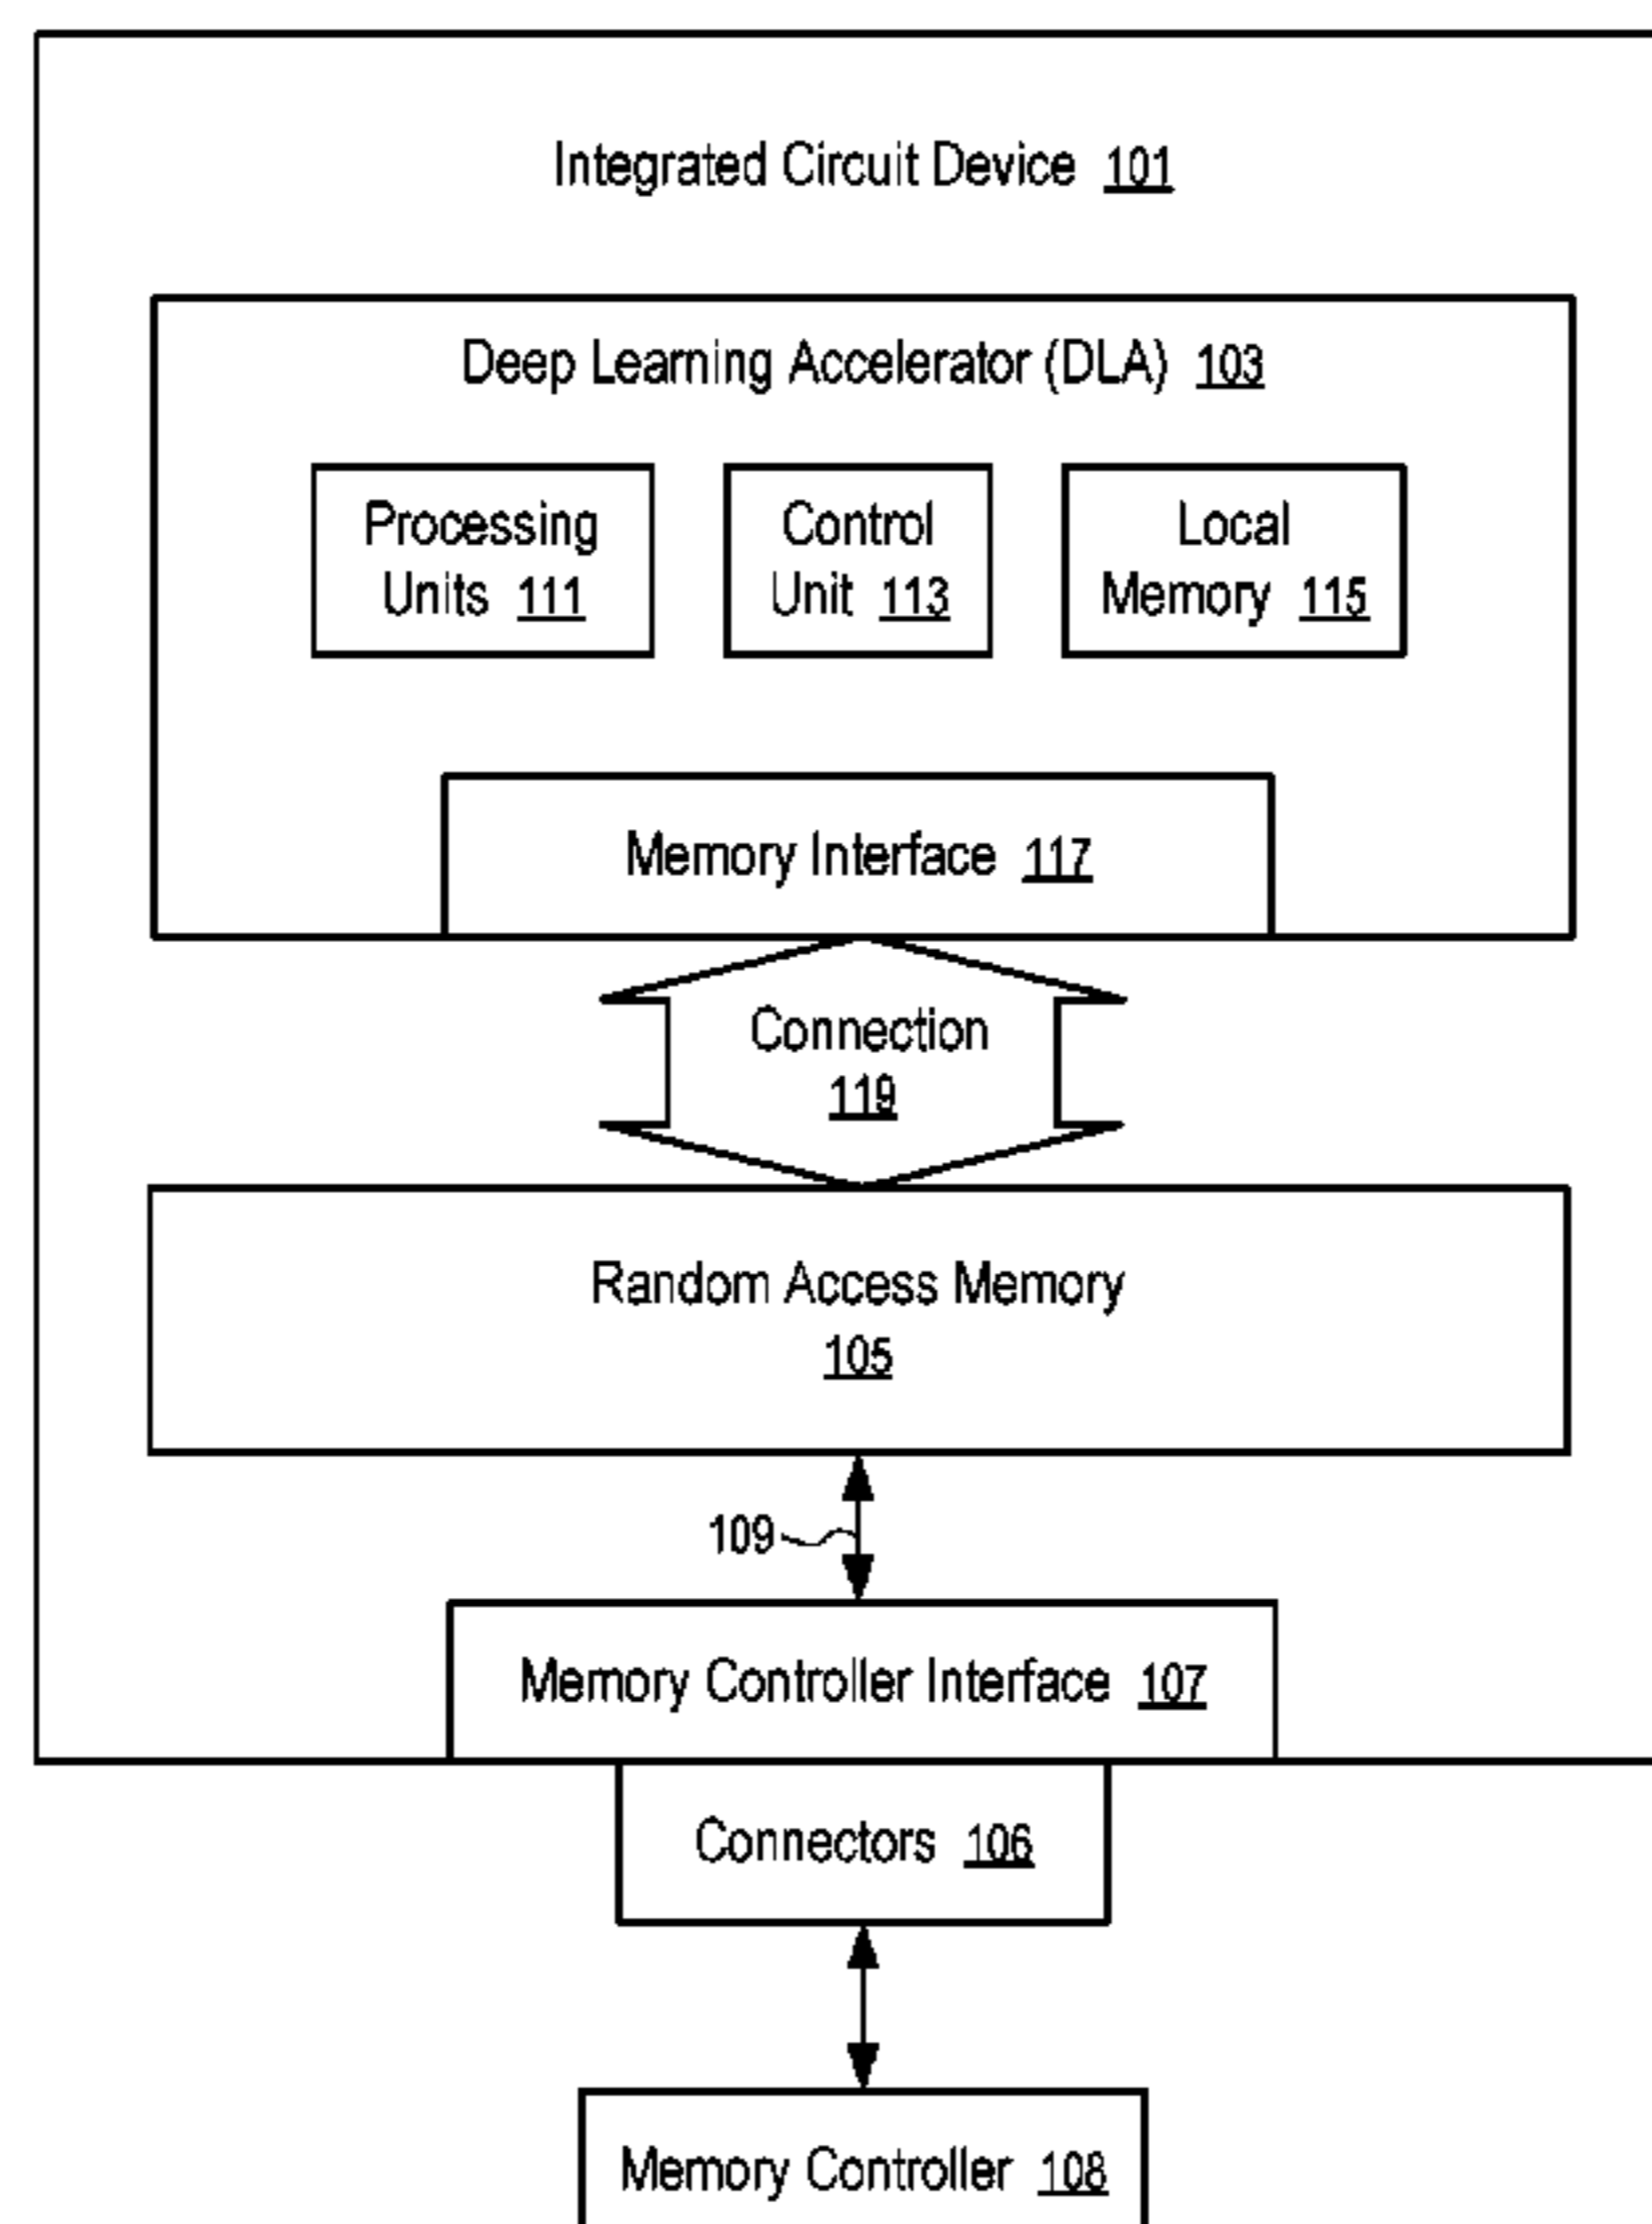 Integrated Circuit Device 101
Deep Learning Accelerator (DLA) 103
Processing
Units 111
Control
Unit 113
Local
Memory 115
Memory Interface 117
Connection
119
Random Access Memory
105
109
Memory Controller Interface 107
Connectors 106
Memory Controller 108